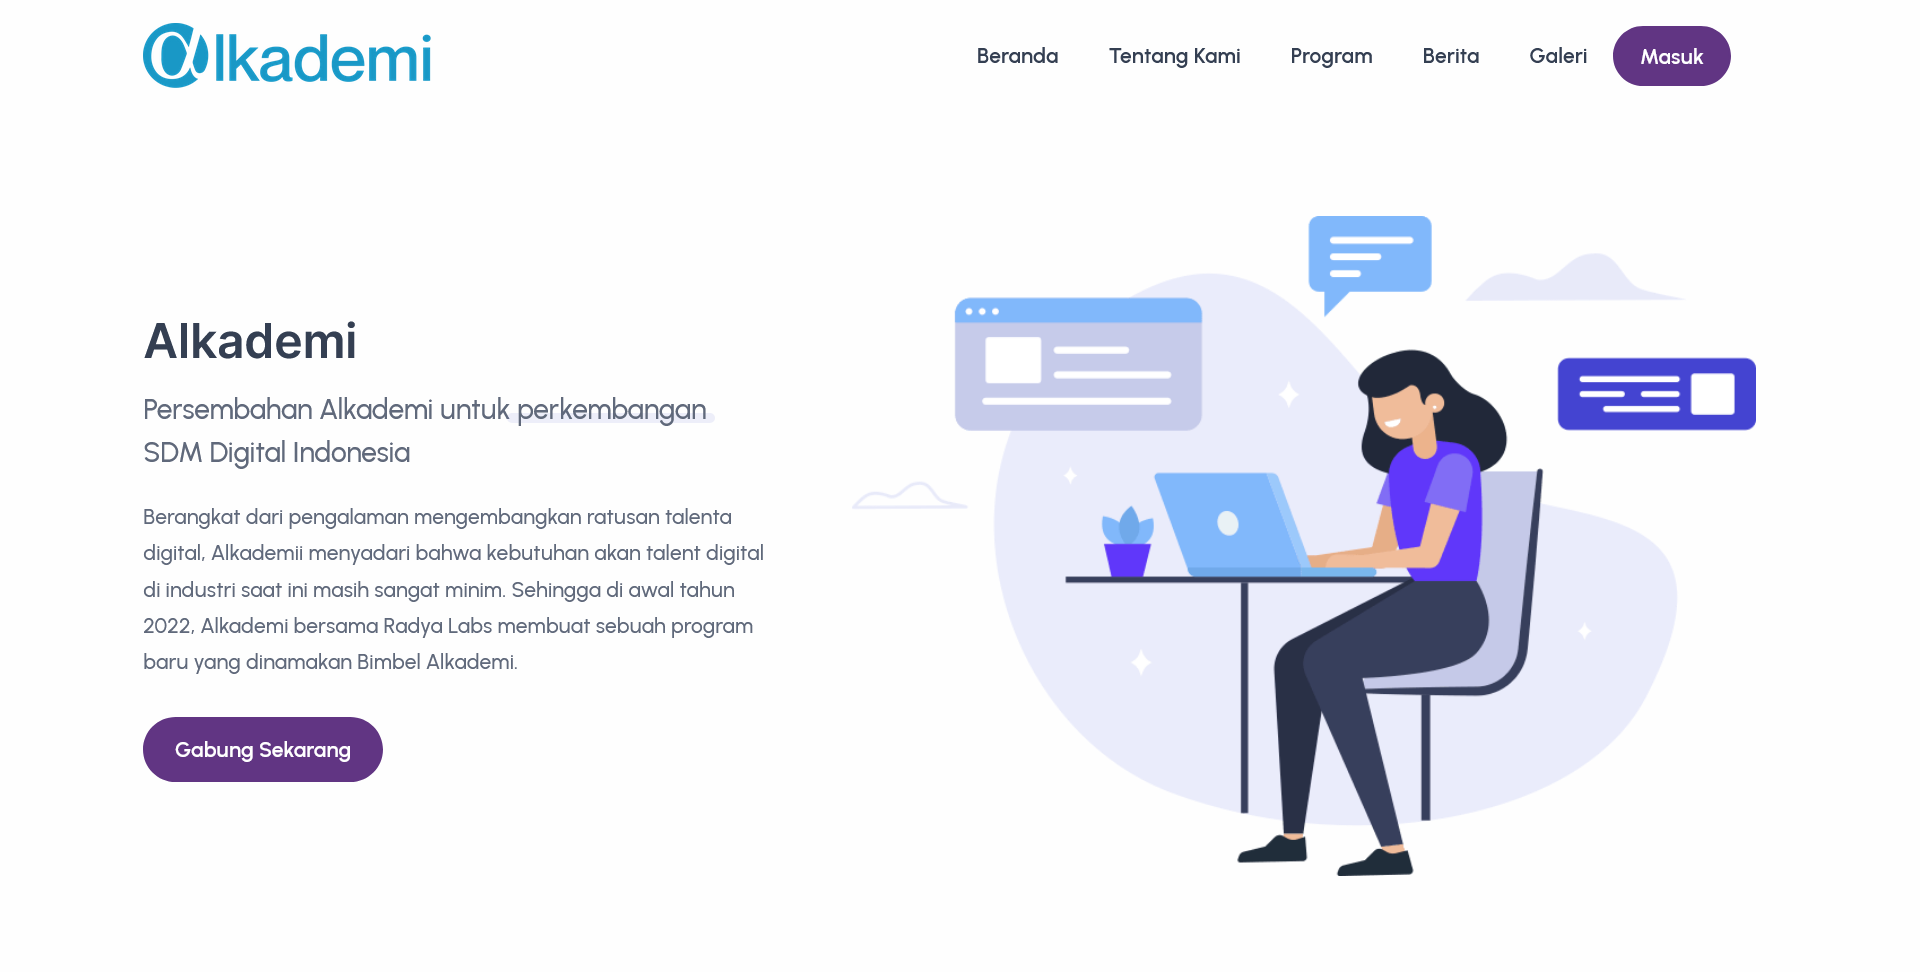 alkademi
Beranda
Tentang Kami
Program
Berita
Galeri
Masuk
Alkademi
Persembahan Alkademi untuk perkembangan
SDM Digital Indonesia
Berangkat dari pengalaman mengembangkan ratusan talenta
digital, Alkademii menyadari bahwa kebutuhan akan talent digital
di industri saat ini masih sangat minim. Sehingga di awal tahun
2022, Alkademi bersama Radya Labs membuat sebuah program
baru yang dinamakan Bimbel Alkademi.
Gabung Sekarang